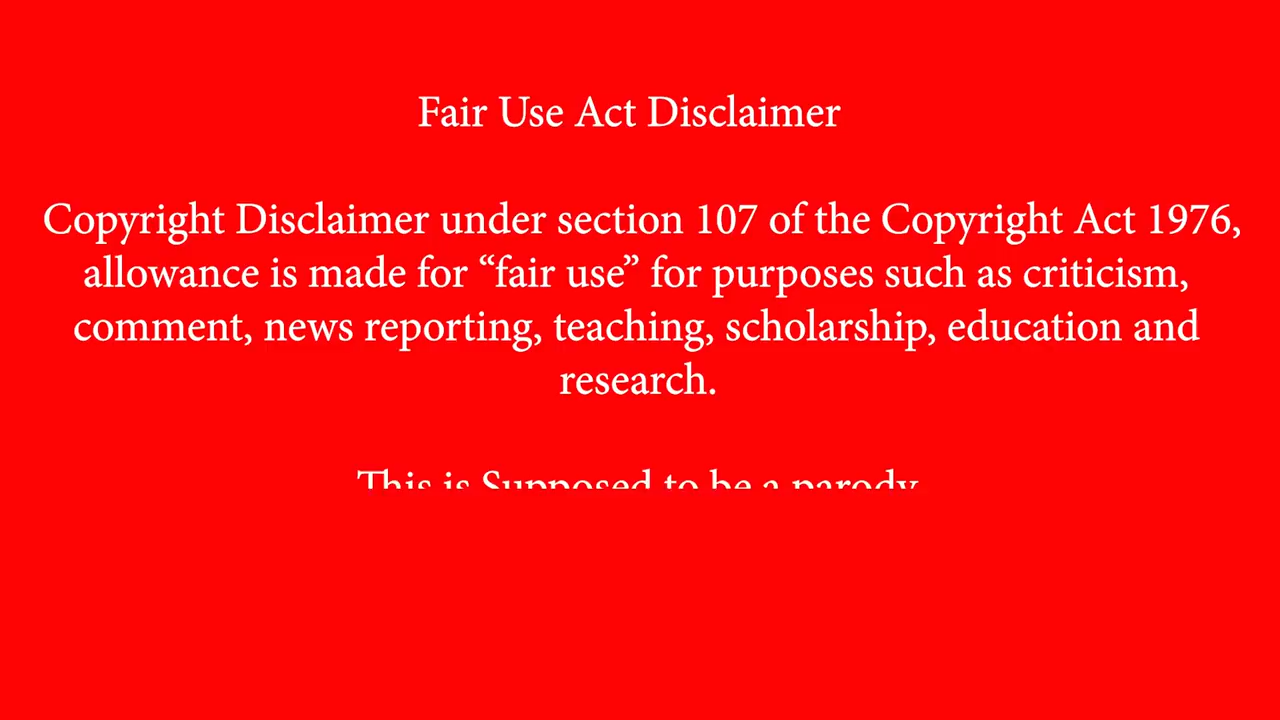 Fair Use Act Disclaimer
Copyright Disclaimer under section 107 of the Copyright Act 1976,
allowance is made for “fair use” for purposes such as criticism,
comment, news reporting, teaching, scholarship, education and
research.
This is Supposed to be a parody